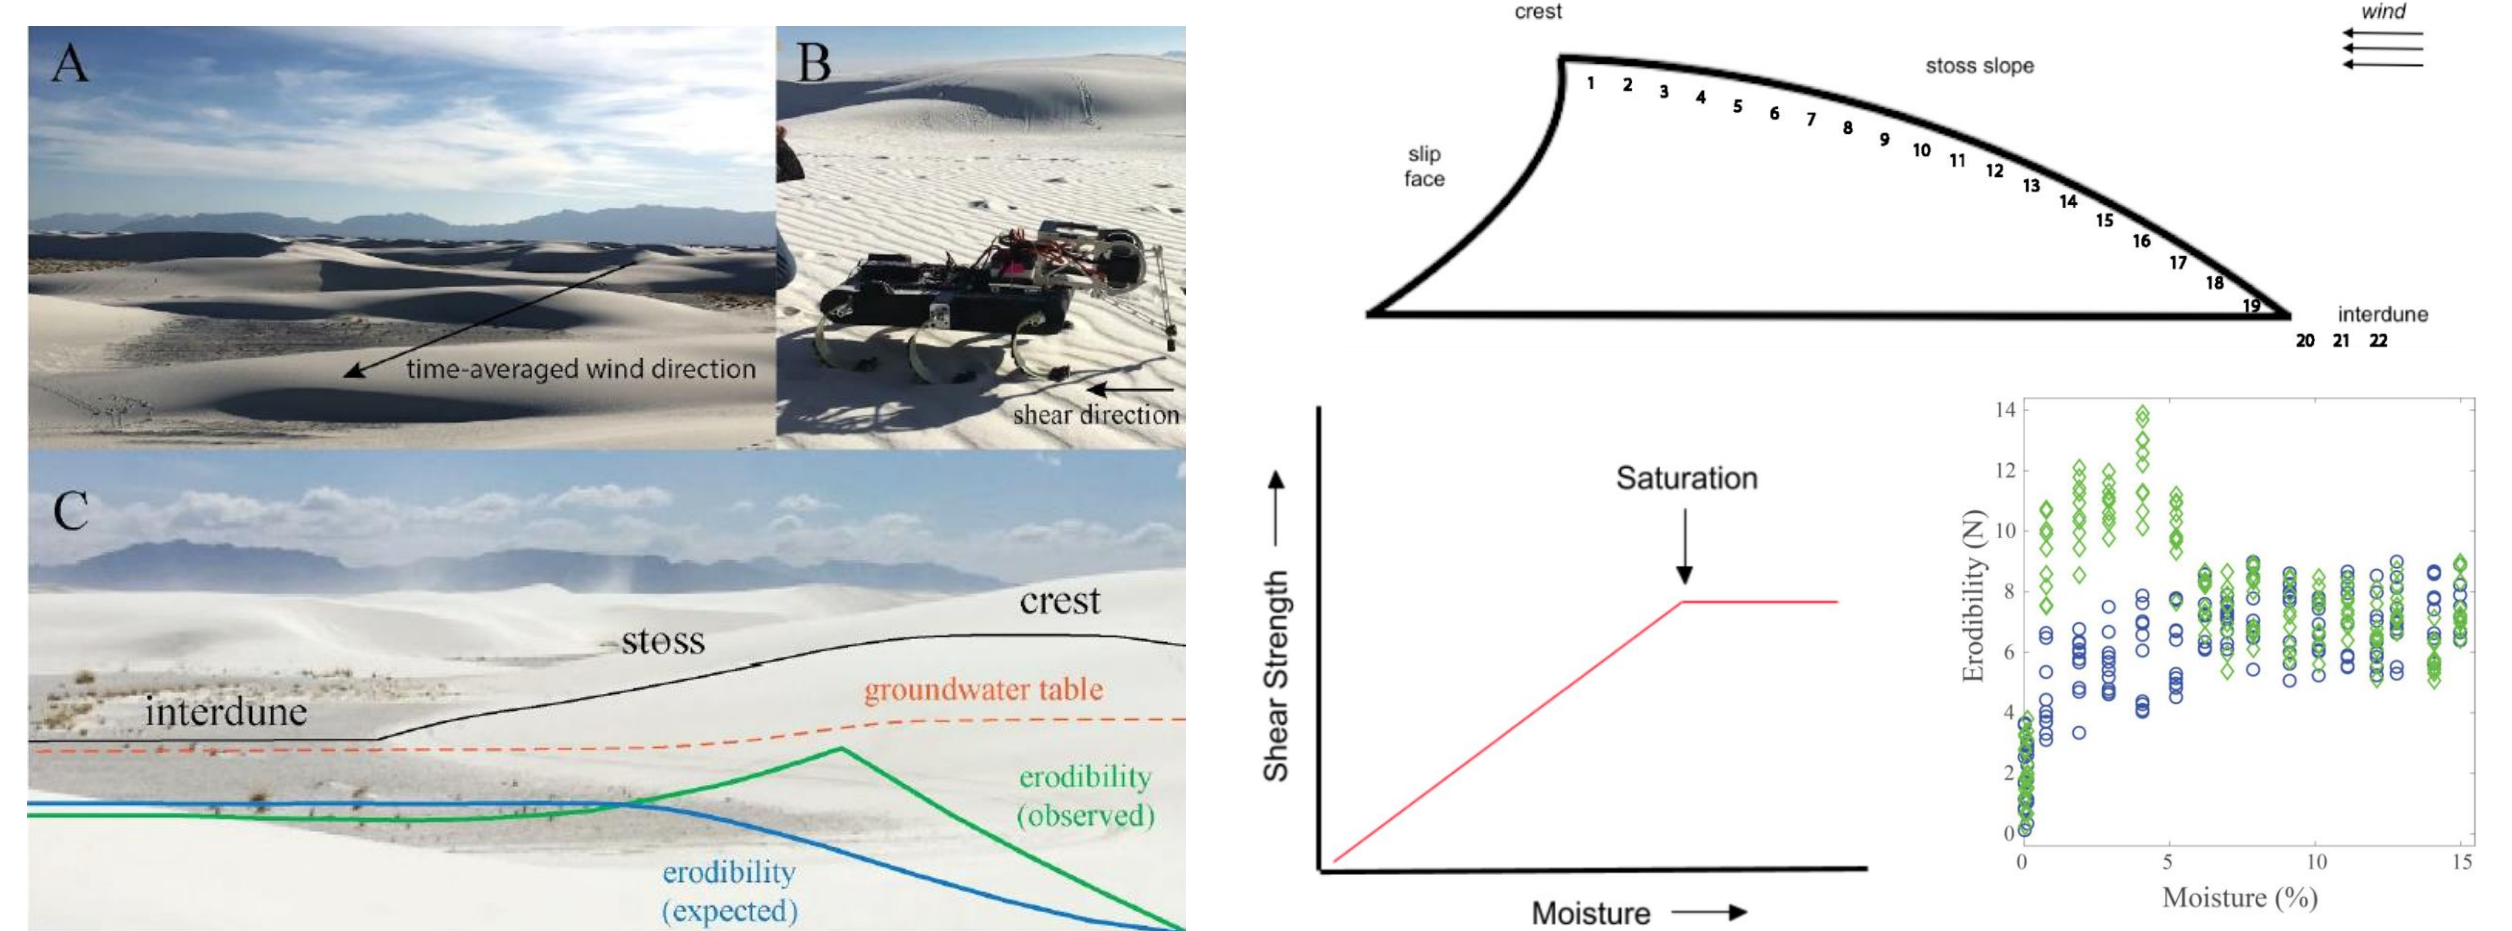 A
time-averaged wind direction
B
shear direction
C
crest
stoss
groundwater table
interdune
erodibility
(observed)
erodibility
(expected)
crest
wind
stoss slope
slip
face
1 2 3 4 5 6 7 8 9 10 11 12 13 14 15 16 17 18 19
interdune
20 21 22
Saturation
Shear Strength
Moisture
14
12
10
8
6
4
2
0
Erodibility (N)
0 5 10 15
Moisture (%)